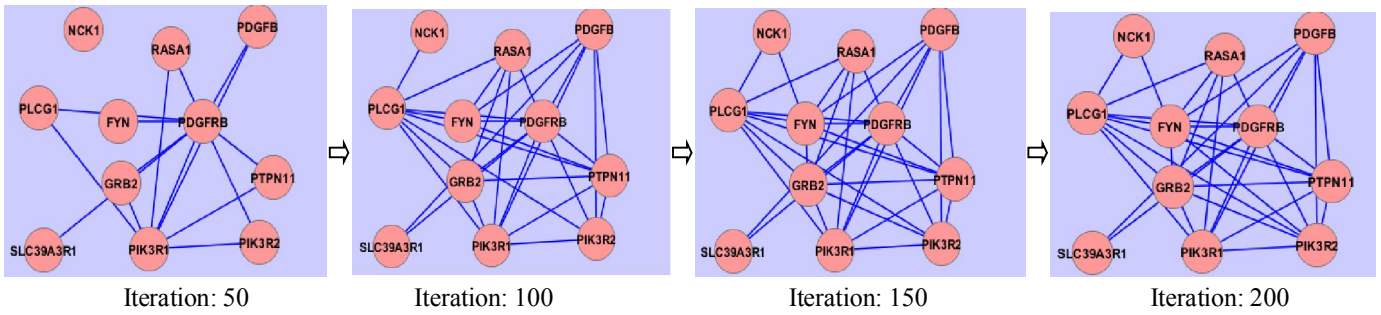 NCK1
RASA1
PDGFB
PLCG1
FYN
PDGFRB
GRB2
PTPN11
SLC39A3R1
PIK3R1
PIK3R2
Iteration: 50
NCK1
RASA1
PDGFB
PLCG1
FYN
PDGFRB
GRB2
PTPN11
SLC39A3R1
PIK3R1
PIK3R2
Iteration: 100
NCK1
RASA1
PDGFB
PLCG1
FYN
PDGFRB
GRB2
PTPN11
SLC39A3R1
PIK3R1
PIK3R2
Iteration: 150
NCK1
RASA1
PDGFB
PLCG1
FYN
PDGFRB
GRB2
PTPN11
SLC39A3R1
PIK3R1
PIK3R2
Iteration: 200